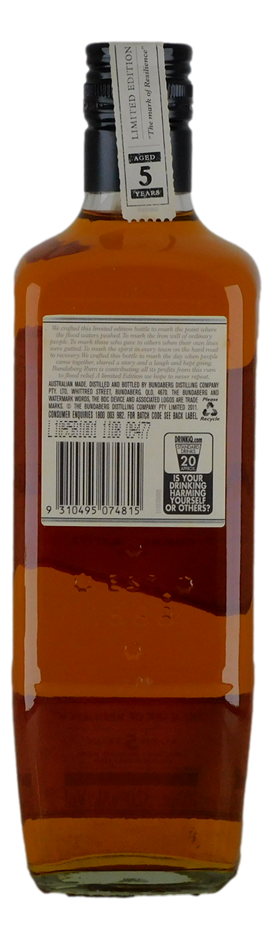 LIMITED EDITION
"The mark of Resilience"
AGED
5
YEARS
We crafted this limited edition bottle to mark the point where
the flood waters peaked. To mark the lion will of ordinary
people. To mark those who gave to others when their own lives
were gutted. To mark the spirit in every town on the hard road
to recovery. We crafted this bottle to mark the day when people
came together, shared a story and a laugh and kept going.
Bundaberg Rum is contributing all its profits from this rum
to flood relief. A limited Edition we hope to never repeat.
AUSTRALIAN MADE, DISTILLED AND BOTTLED BY BUNDABERG DISTILLING COMPANY
PTY. LTD, WHITTRED STREET, BUNDABERG, QLD, 4670. THE BUNDABERG AND
WATERMARK WORDS, THE BDC DEVICE AND ASSOCIATED LOGOS ARE TRADE
MARKS. © THE BUNDABERG DISTILLING COMPANY PTY LIMITED 2011.
CONSUMER ENQUIRIES 1800 000 982. FOR BATCH CODE SEE BACK LABEL.
Please
Recycle
DRINKiQ.com
STANDARD
DRINKS
20
APPROX
IS YOUR
DRINKING
HARMING
YOURSELF
OR OTHERS?
9 310495 074815
ESTD